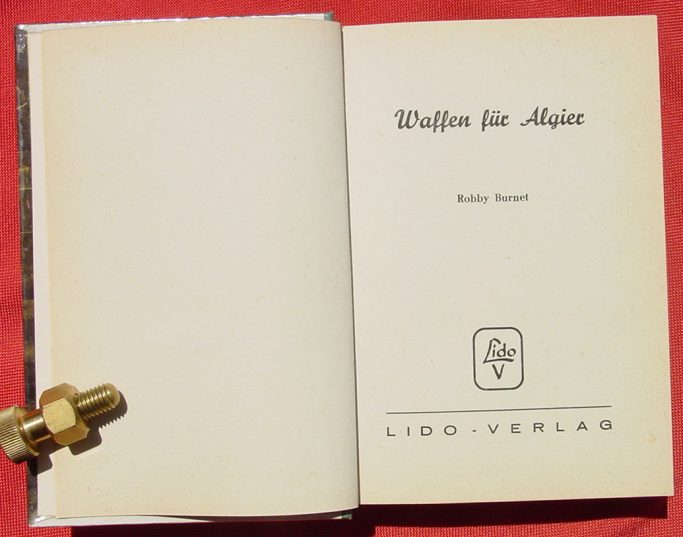 Waffen für Algier
Robby Burnet
Lido
V
LIDO-VERLAG